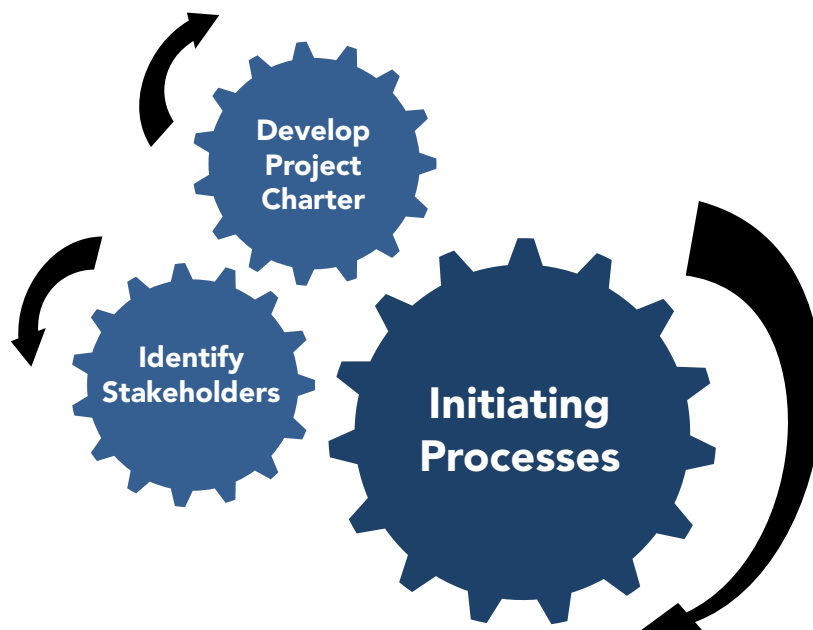 Develop
Project
Charter
Identify
Stakeholders
Initiating
Processes